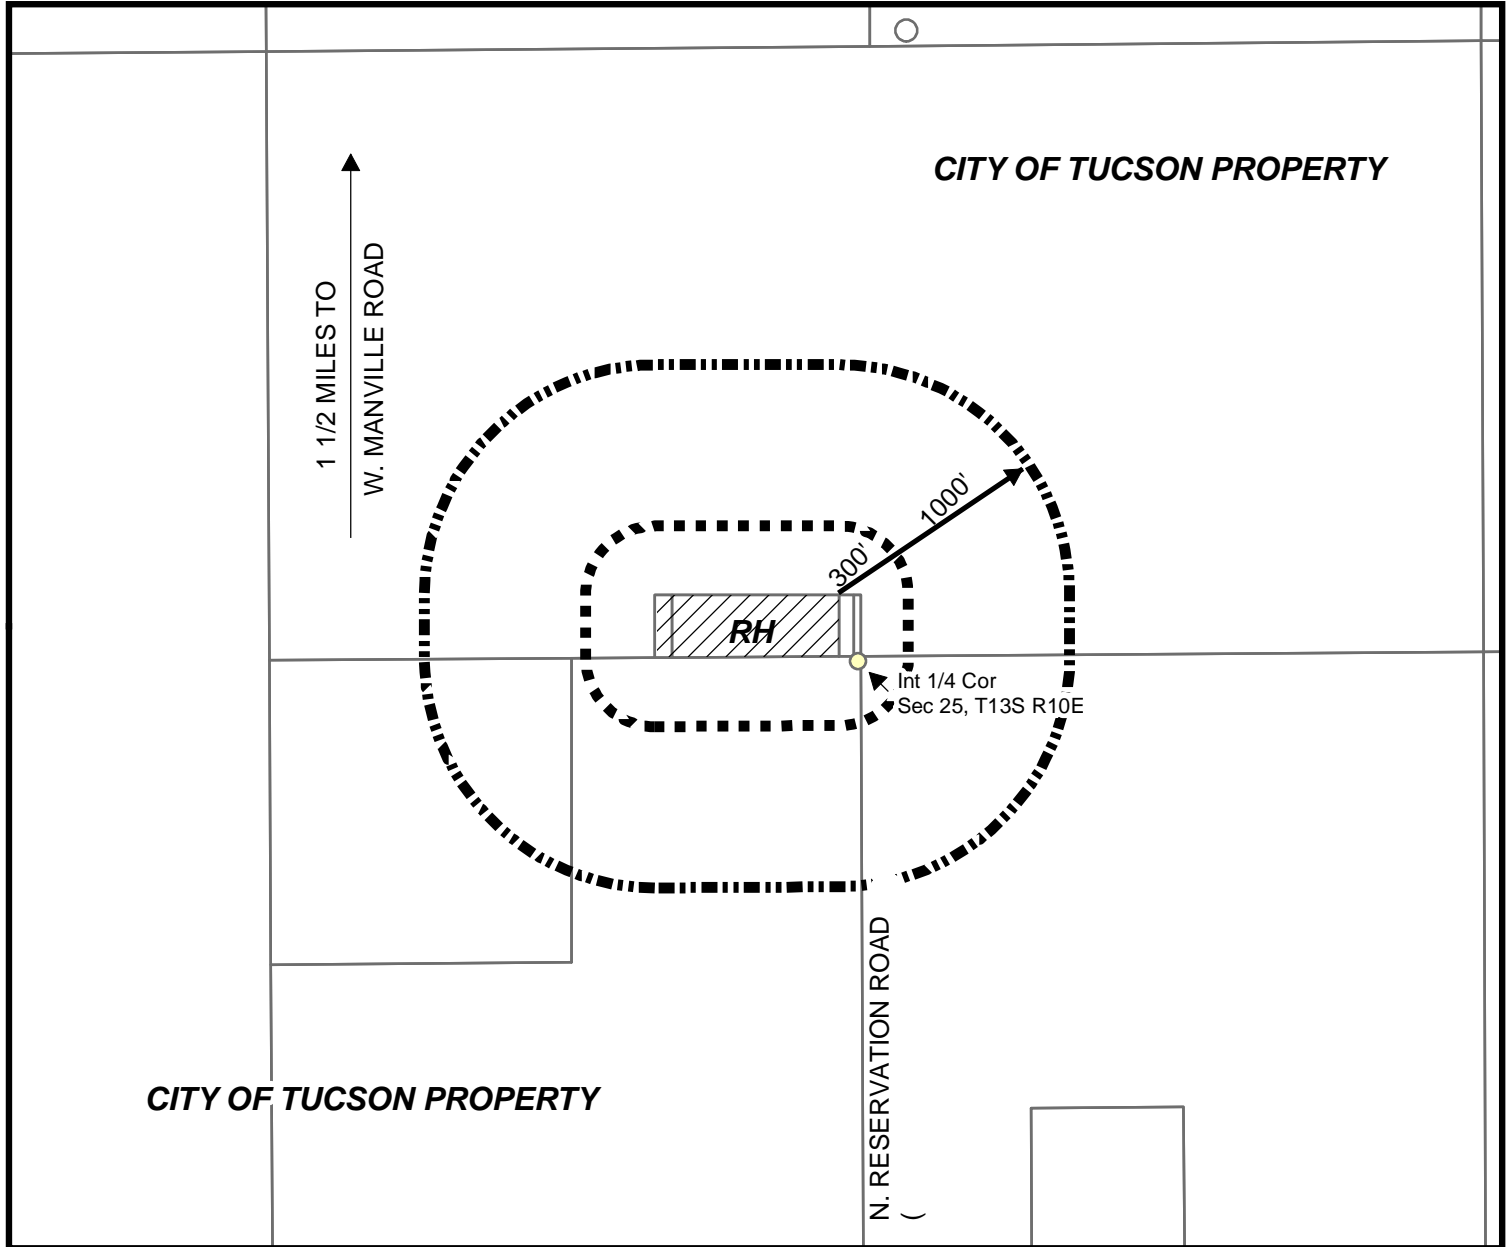 CITY OF TUCSON PROPERTY
1 1/2 MILES TO
W. MANVILLE ROAD
1000'
300'
RH
Int 1/4 Cor
Sec 25, T13S R10E
N. RESERVATION ROAD
(
CITY OF TUCSON PROPERTY